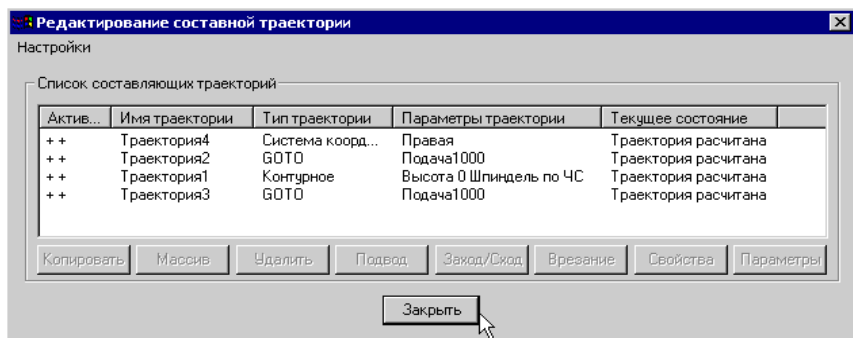 Редактирование составной траектории
Настройки
Список составляющих траекторий
Актив... Имя траектории Тип траектории Параметры траектории Текущее состояние
+ + Траектория4 Система коорд... Правая Траектория расчитана
+ + Траектория2 GOTO Подача1000 Траектория расчитана
+ + Траектория1 Контурное Высота 0 Шпиндель по ЧС Траектория расчитана
+ + Траектория3 GOTO Подача1000 Траектория расчитана
Копировать Массив Удалить Подвод Заход/Сход Врезание Свойства Параметры
Закрыть